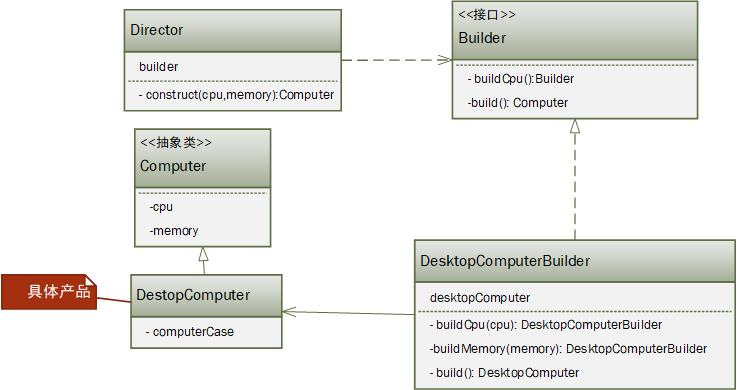 Director
builder
- construct(cpu,memory):Computer
<<接口>>
Builder
- buildCpu():Builder
-build(): Computer
<<抽象类>>
Computer
-cpu
-memory
具体产品
DestopComputer
- computerCase
DesktopComputerBuilder
desktopComputer
- buildCpu(cpu): DesktopComputerBuilder
-buildMemory(memory): DesktopComputerBuilder
- build(): DesktopComputer